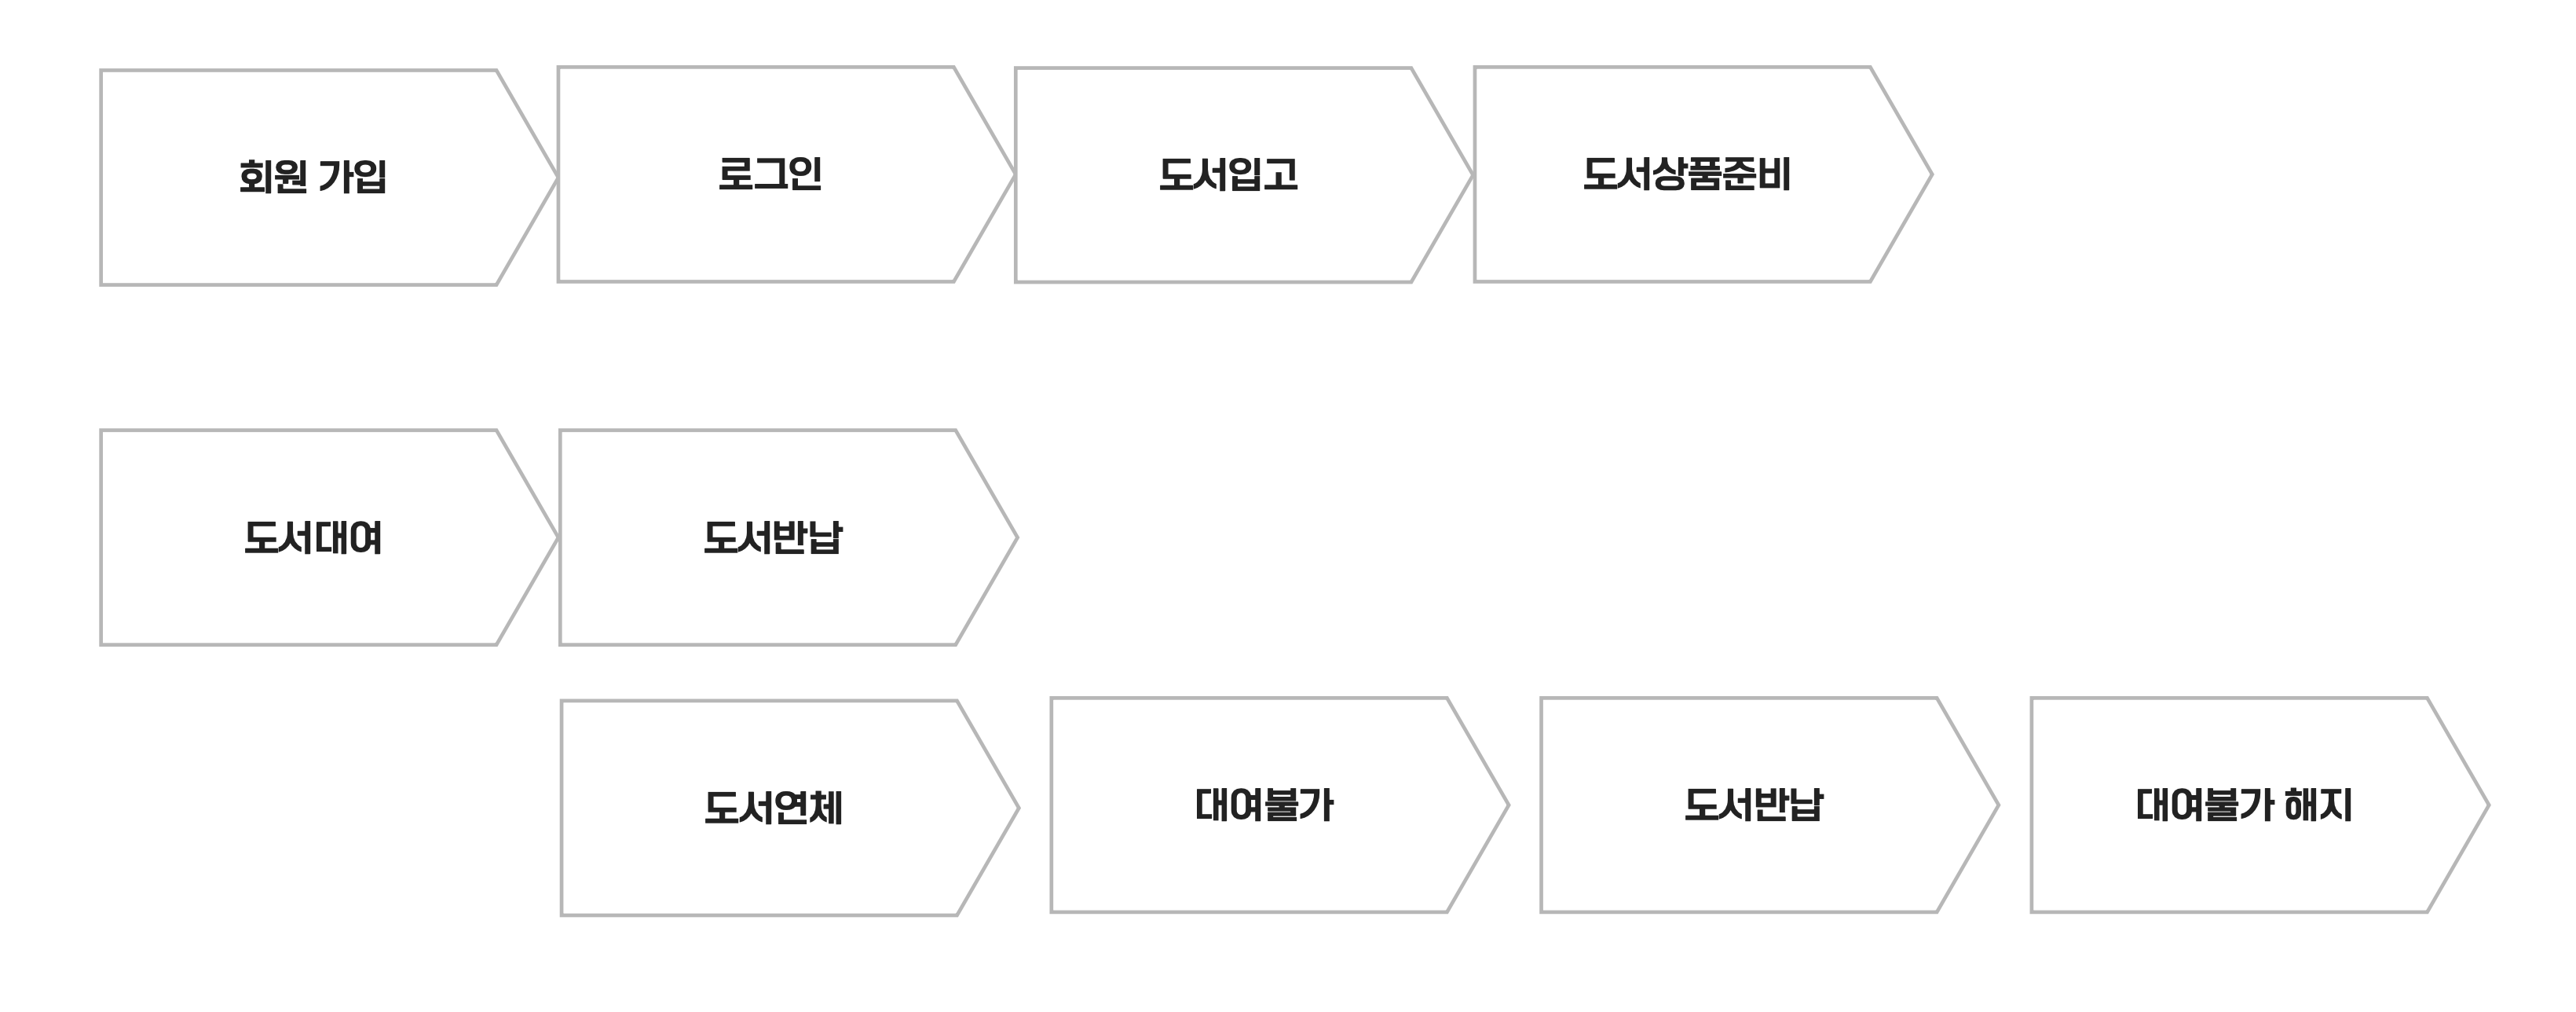 회원 가입
로그인
도서입고
도서상품준비
도서대여
도서반납
도서연체
대여불가
도서반납
대여불가 해지